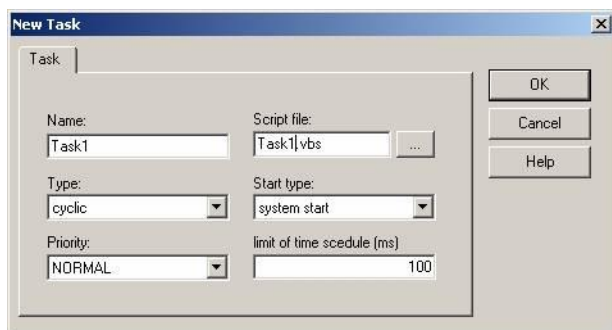 New Task
Task
OK
Cancel
Help
Name:
Script file:
Task1
Task1.vbs
...
Type:
Start type:
cyclic
system start
Priority:
limit of time scedule (ms)
NORMAL
100